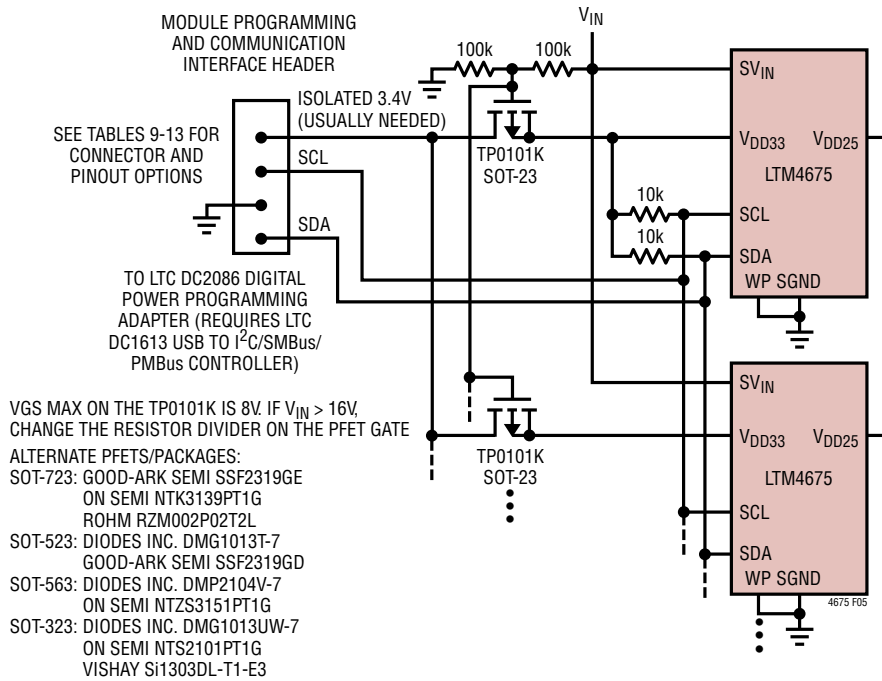 MODULE PROGRAMMING
AND COMMUNICATION
INTERFACE HEADER
VIN
100k
100k
ISOLATED 3.4V
(USUALLY NEEDED)
SEE TABLES 9-13 FOR
CONNECTOR AND
PINOUT OPTIONS
SCL
SDA
TP0101K
SOT-23
10k
10k
SVIN
VDD33
VDD25
LTM4675
SCL
SDA
WP SGND
TO LTC DC2086 DIGITAL
POWER PROGRAMMING
ADAPTER (REQUIRES LTC
DC1613 USB TO I2C/SMBus/
PMBus CONTROLLER)
VGS MAX ON THE TP0101K IS 8V. IF VIN > 16V,
CHANGE THE RESISTOR DIVIDER ON THE PFET GATE
TP0101K
SOT-23
SVIN
VDD33
VDD25
LTM4675
SCL
SDA
WP SGND
4675 F05
ALTERNATE PFETS/PACKAGES:
SOT-723: GOOD-ARK SEMI SSF2319GE
ON SEMI NTK3139PT1G
ROHM RZM002P02T2L
SOT-523: DIODES INC. DMG1013T-7
GOOD-ARK SEMI SSF2319GD
SOT-563: DIODES INC. DMP2104V-7
ON SEMI NTZS3151PT1G
SOT-323: DIODES INC. DMG1013UW-7
ON SEMI NTS2101PT1G
VISHAY Si1303DL-T1-E3